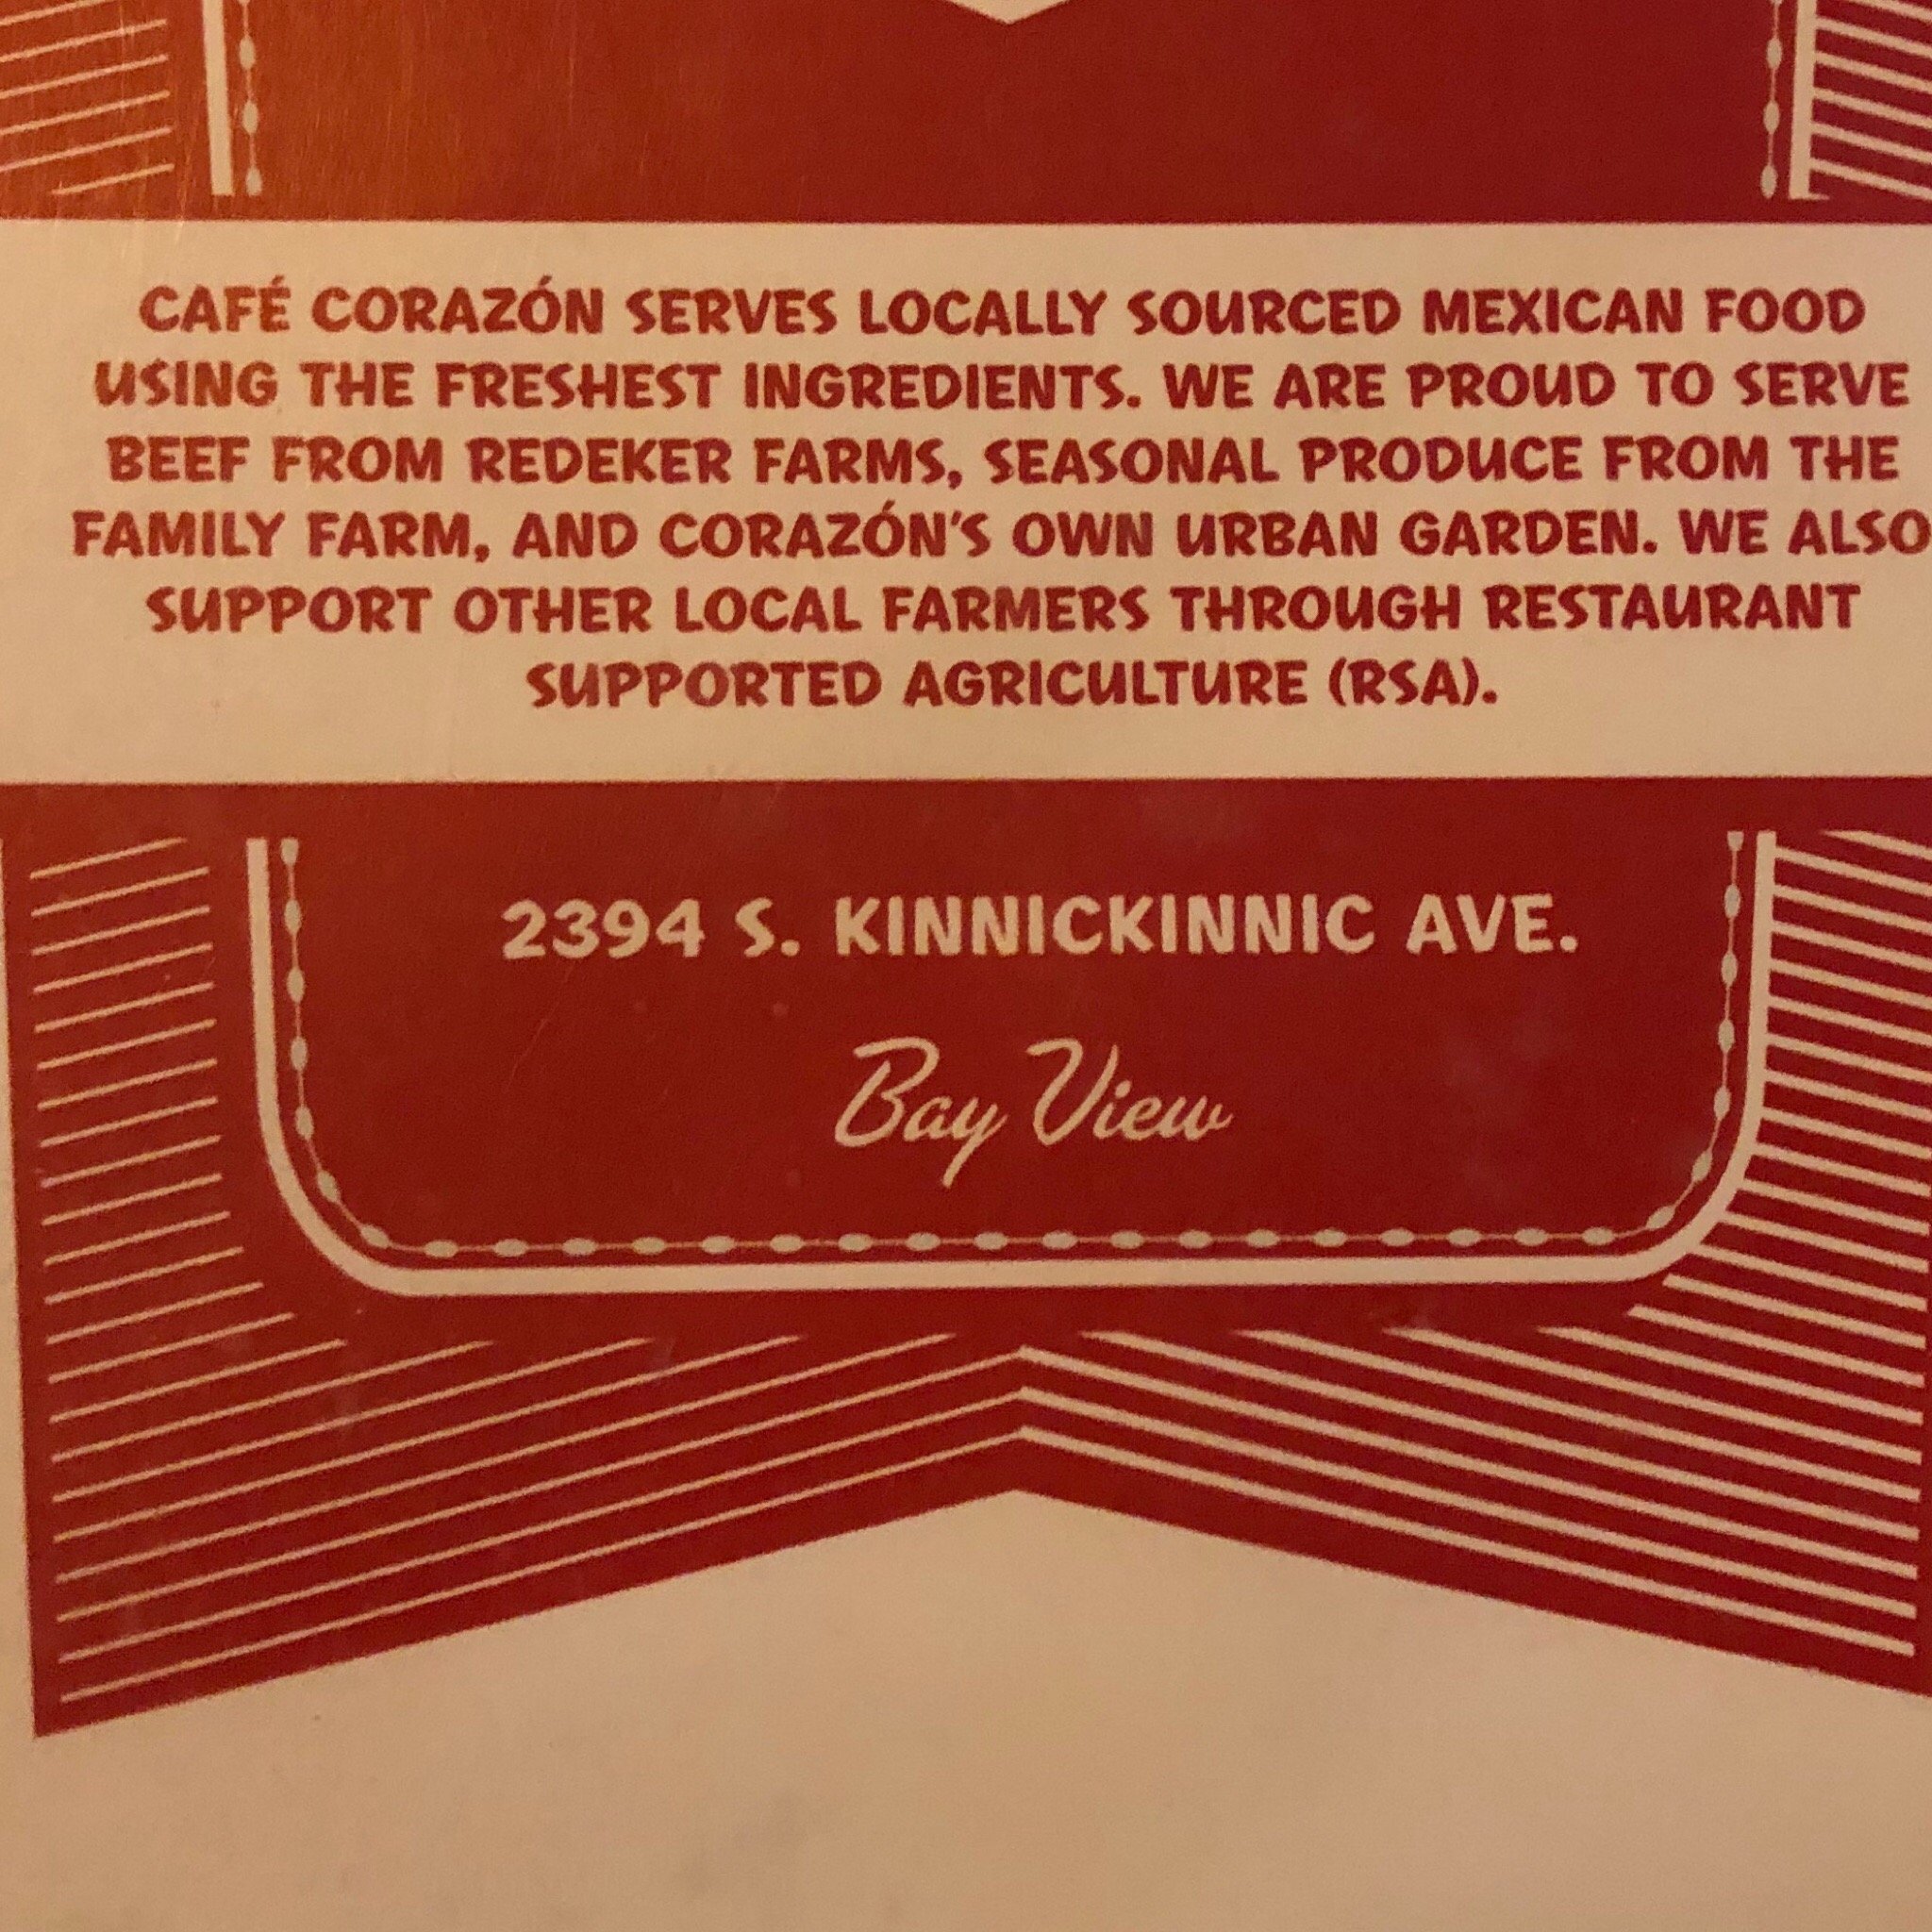 CAFÉ CORAZÓN SERVES LOCALLY SOURCED MEXICAN FOOD
USING THE FRESHEST INGREDIENTS. WE ARE PROUD TO SERVE
BEEF FROM REDEKER FARMS, SEASONAL PRODUCE FROM THE
FAMILY FARM, AND CORAZÓN'S OWN URBAN GARDEN. WE ALSO
SUPPORT OTHER LOCAL FARMERS THROUGH RESTAURANT
SUPPORTED AGRICULTURE (RSA).
2394 S. KINNICKINNIC AVE.
Bay View